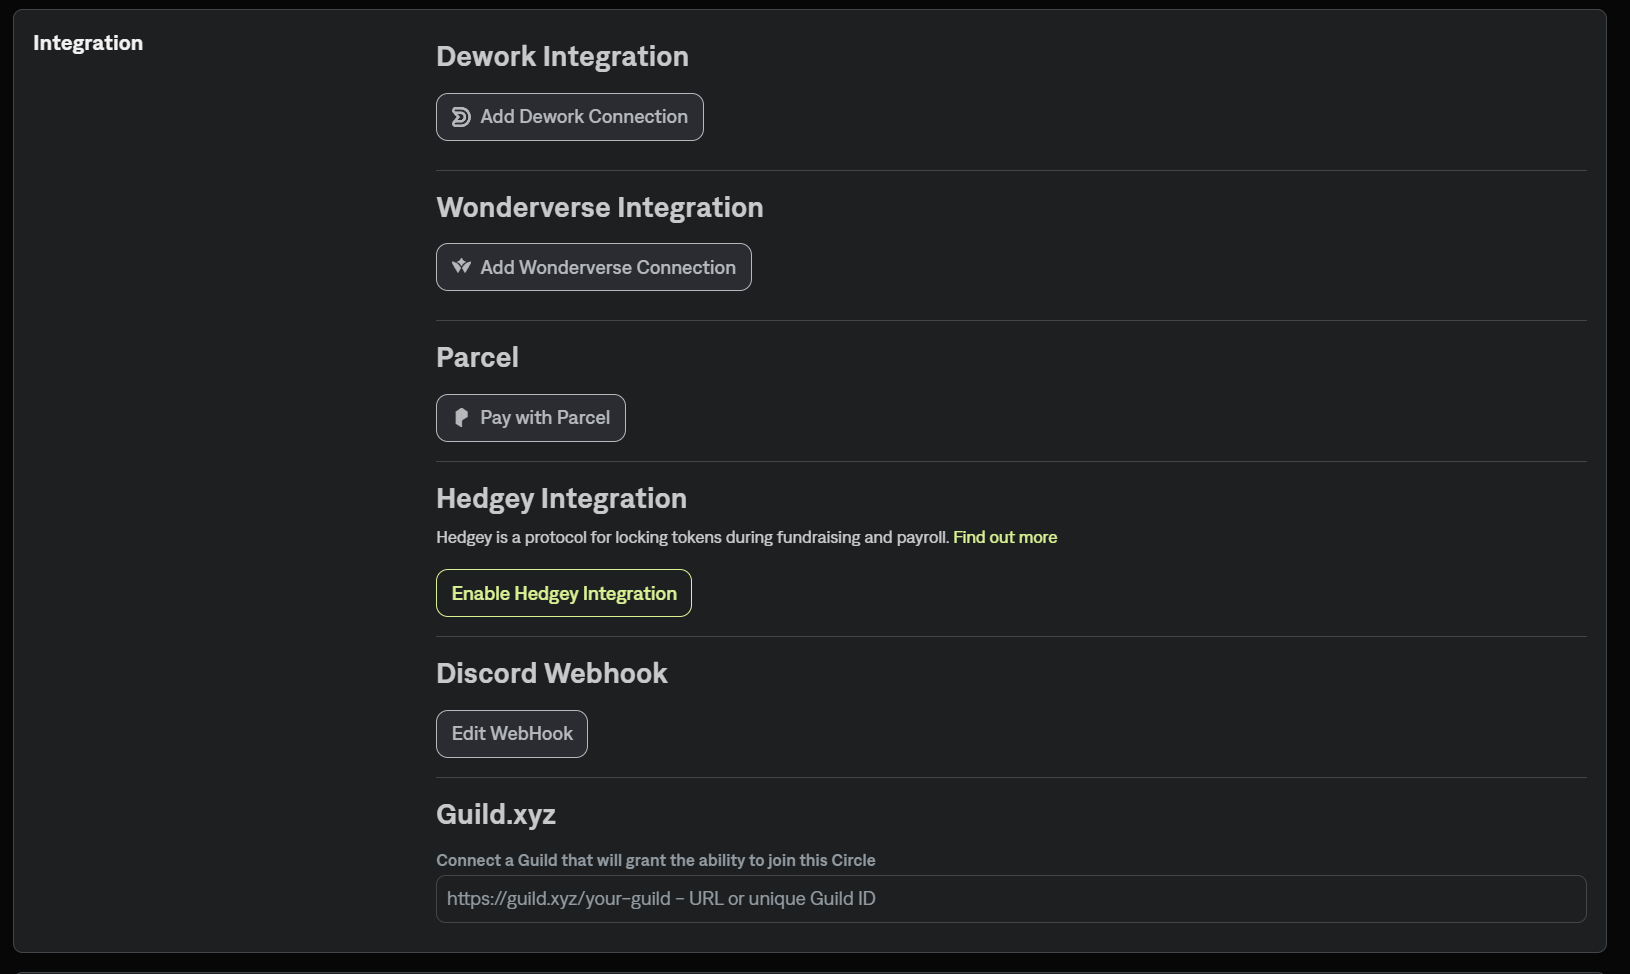 Integration
Dework Integration
Add Dework Connection
Wonderverse Integration
Add Wonderverse Connection
Parcel
Pay with Parcel
Hedgey Integration
Hedgey is a protocol for locking tokens during fundraising and payroll. Find out more
Enable Hedgey Integration
Discord Webhook
Edit WebHook
Guild.xyz
Connect a Guild that will grant the ability to join this Circle
https://guild.xyz/your-guild - URL or unique Guild ID